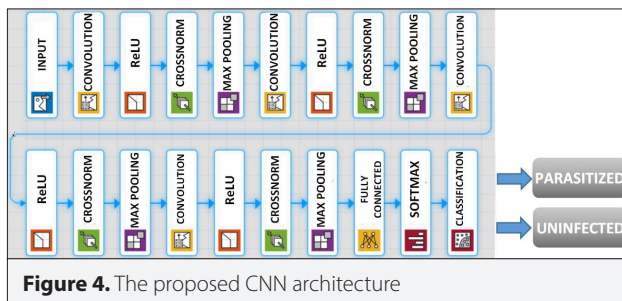 INPUT
CONVOLUTION
ReLU
CROSSNORM
MAX POOLING
CONVOLUTION
ReLU
CROSSNORM
MAX POOLING
CONVOLUTION
ReLU
CROSSNORM
MAX POOLING
CONVOLUTION
ReLU
CROSSNORM
MAX POOLING
FULLY
CONNECTED
SOFTMAX
CLASSIFICATION
PARASITIZED
UNINFECTED
Figure 4. The proposed CNN architecture